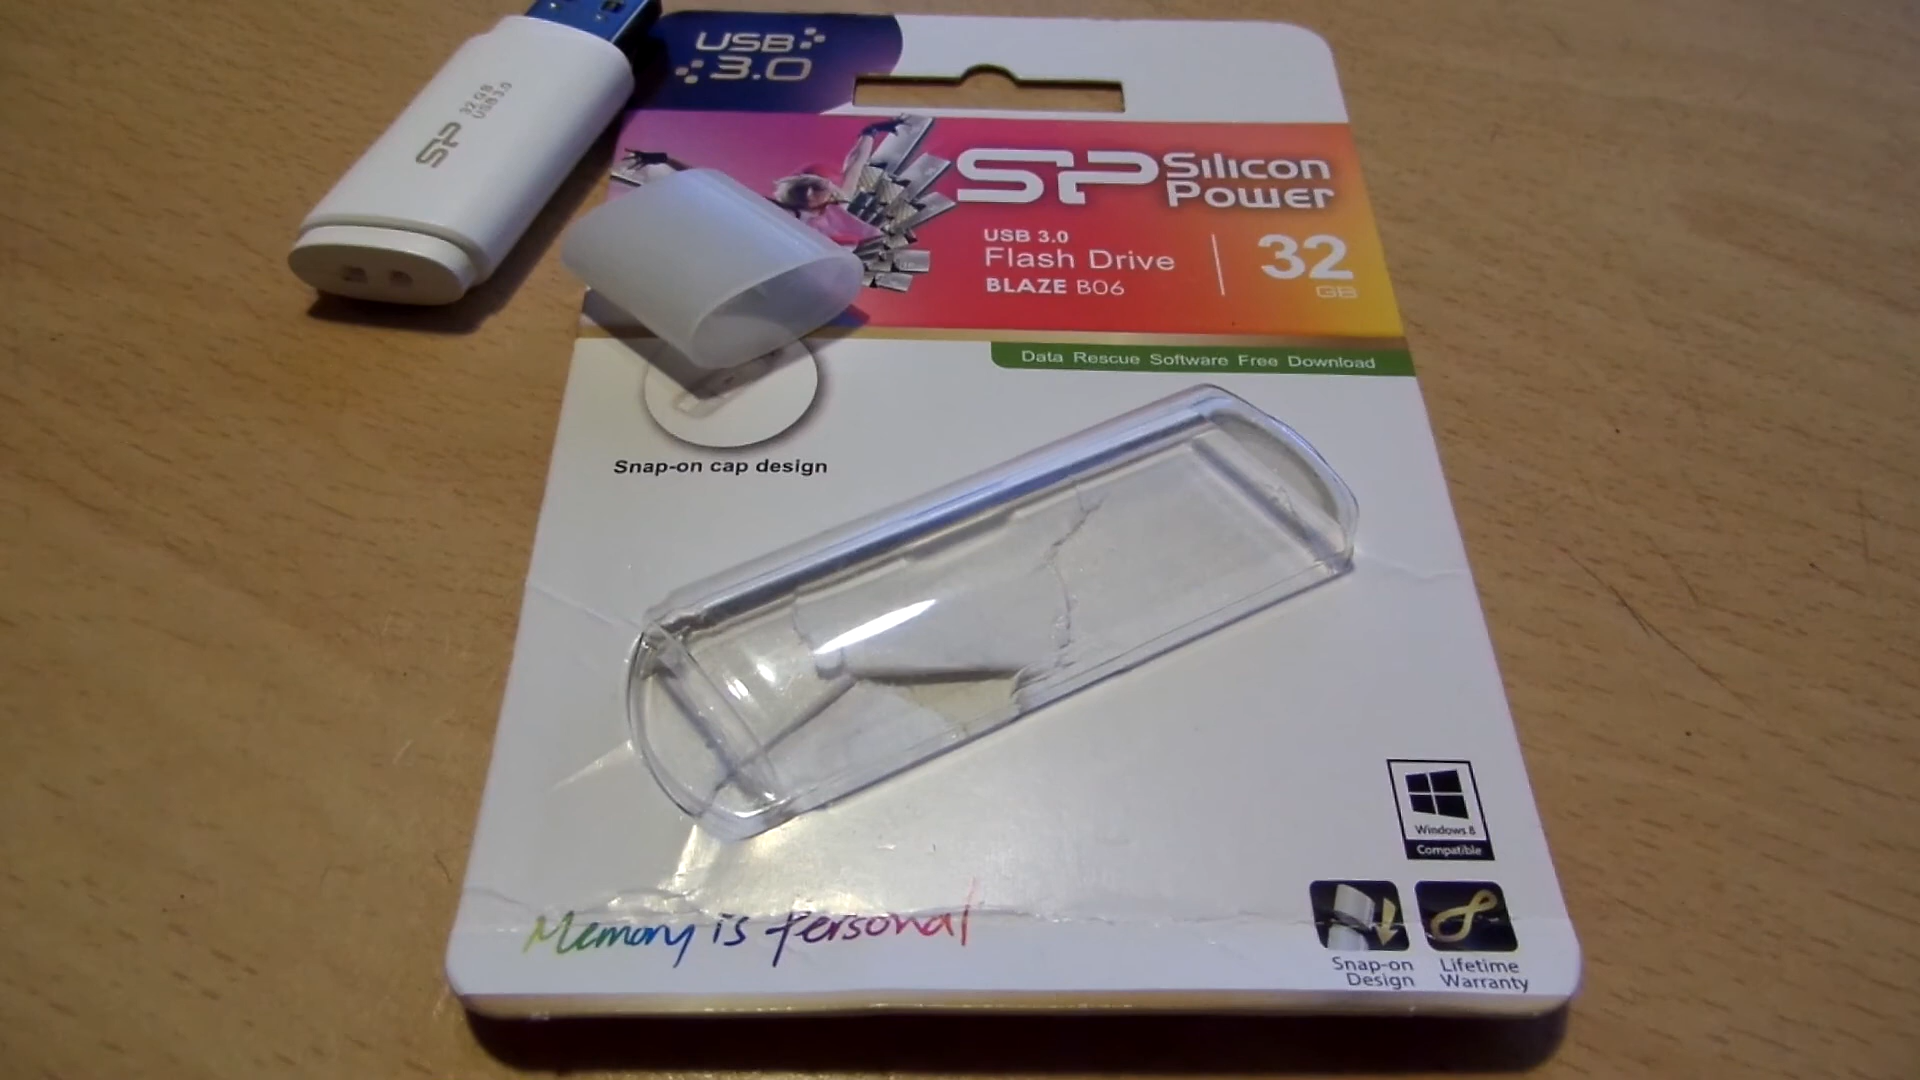 USB
3.0
SP
32 GB
USB 3.0
SP Silicon
Power
USB 3.0
Flash Drive
BLAZE B06
32
GB
Data Rescue Software Free Download
Snap-on cap design
Windows 8
Compatible
Memory is Personal
Snap-on
Design
Lifetime
Warranty